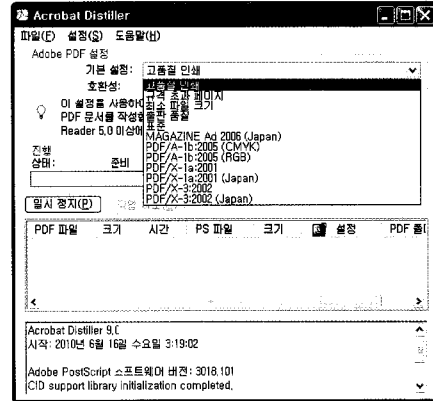 Acrobat Distiller
파일(F) 설정(S) 도움말(H)
Adobe PDF 설정
기본 설정: 고품질 인쇄
호환성: 고품질 인쇄
규격 초과 페이지
최소 파일 크기
출판 품질
표준
MAGAZINE Ad 2006 (Japan)
PDF/A-1b:2005 (CMYK)
PDF/A-1b:2005 (RGB)
PDF/X-1a:2001
PDF/X-1a:2001 (Japan)
PDF/X-3:2002
PDF/X-3:2002 (Japan)
이 설정을 사용하
PDF 문서를 작성
Reader 5,0 이상에
진행
상태: 준비
일시 정지(P)
PDF 파일 크기 시간 PS 파일 크기 설정 PDF 폴
Acrobat Distiller 9,0
시작: 2010년 6월 16일 수요일 3:19:02
Adobe PostScript 소프트웨어 버전: 3018,101
CID support library initialization completed,